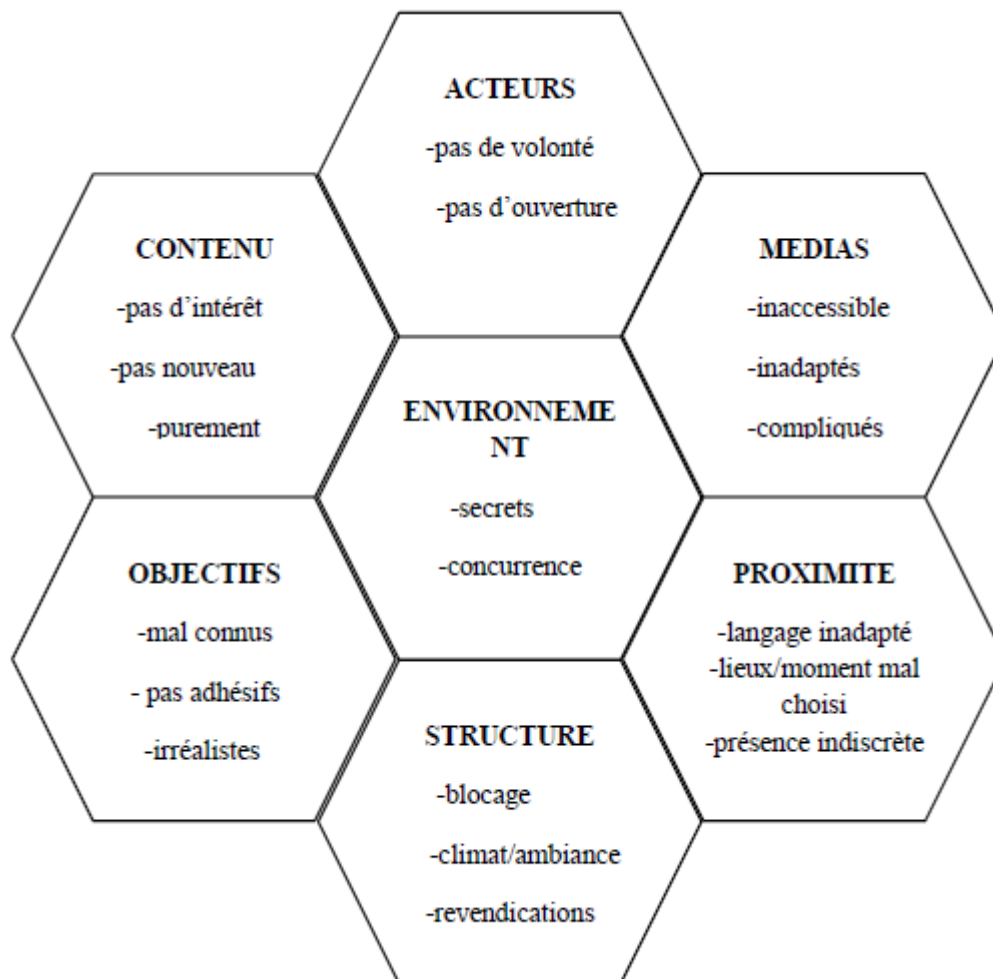 ACTEURS
-pas de volonté
-pas d’ouverture
CONTENU
-pas d’intérêt
-pas nouveau
-purement
MEDIAS
-inaccessible
-inadaptés
-compliqués
ENVIRONNEME
NT
-secrets
-concurrence
OBJECTIFS
-mal connus
- pas adhésifs
-irréalistes
PROXIMITE
-langage inadapté
-lieux/moment mal
choisi
-présence indiscrète
STRUCTURE
-blocage
-climat/ambiance
-revendications